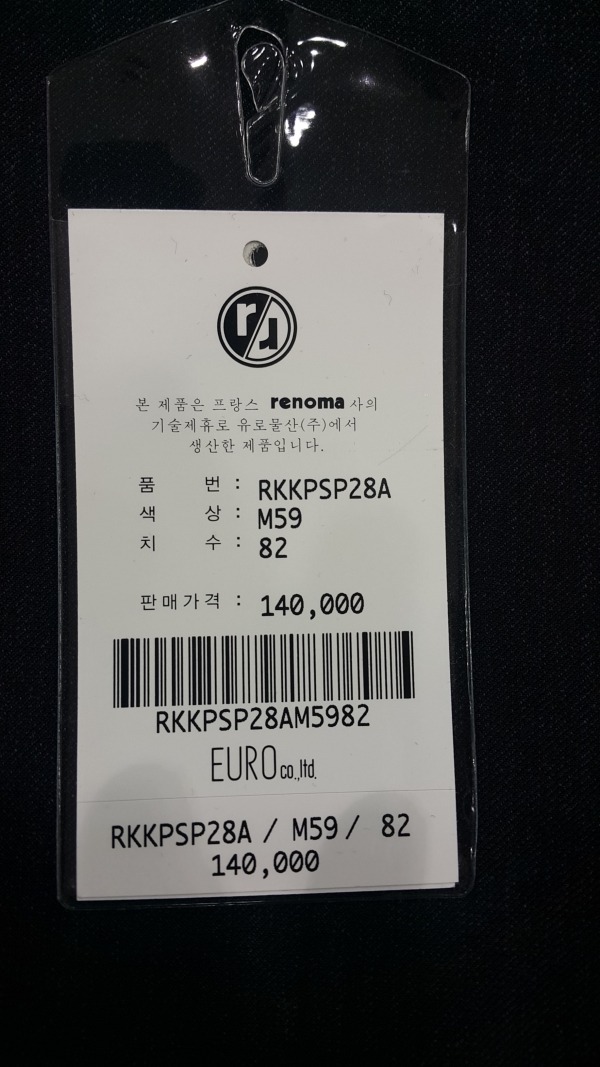 본 제품은 프랑스 renoma 사의
기술제휴로 유로물산(주)에서
생산한 제품입니다.
품 번 : RKKPSP28A
색 상 : M59
치 수 : 82
판매가격 : 140,000
RKKPSP28AM5982
EURO co.,ltd.
RKKPSP28A / M59 / 82
140,000